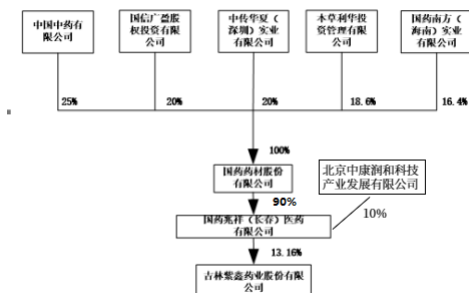 中国中药有
限公司
国信广盈股
权投资有限
公司
中传华夏（
深圳）实业
有限公司
本草利华投
资管理有限
公司
国药南方（
海南）实业
有限公司
25%
20%
20%
18.6%
16.4%
100%
国药药材股份
有限公司
北京中康润和科技
产业发展有限公司
90%
10%
国药兆祥（长春）医药
有限公司
13.16%
吉林紫鑫药业股份有限
公司